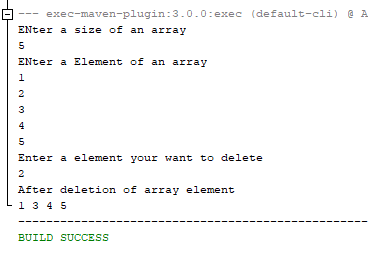 --- exec-maven-plugin:3.0.0:exec (default-cli) @ A
ENter a size of an array
5
ENter a Element of an array
1
2
3
4
5
Enter a element your want to delete
2
After deletion of array element
1 3 4 5
------------------------------------------------
BUILD SUCCESS